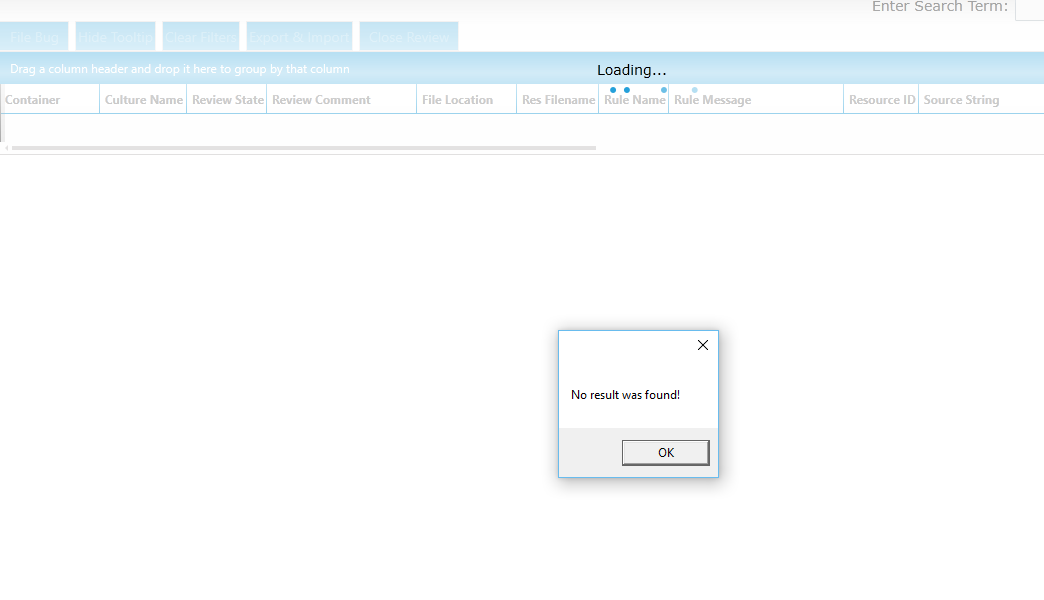 Enter Search Term:
File Bug Hide Tooltip Clear Filters Export & Import Close Review
Drag a column header and drop it here to group by that column
Loading...
Container Culture Name Review State Review Comment File Location Res Filename Rule Name Rule Message Resource ID Source String
No result was found!
OK